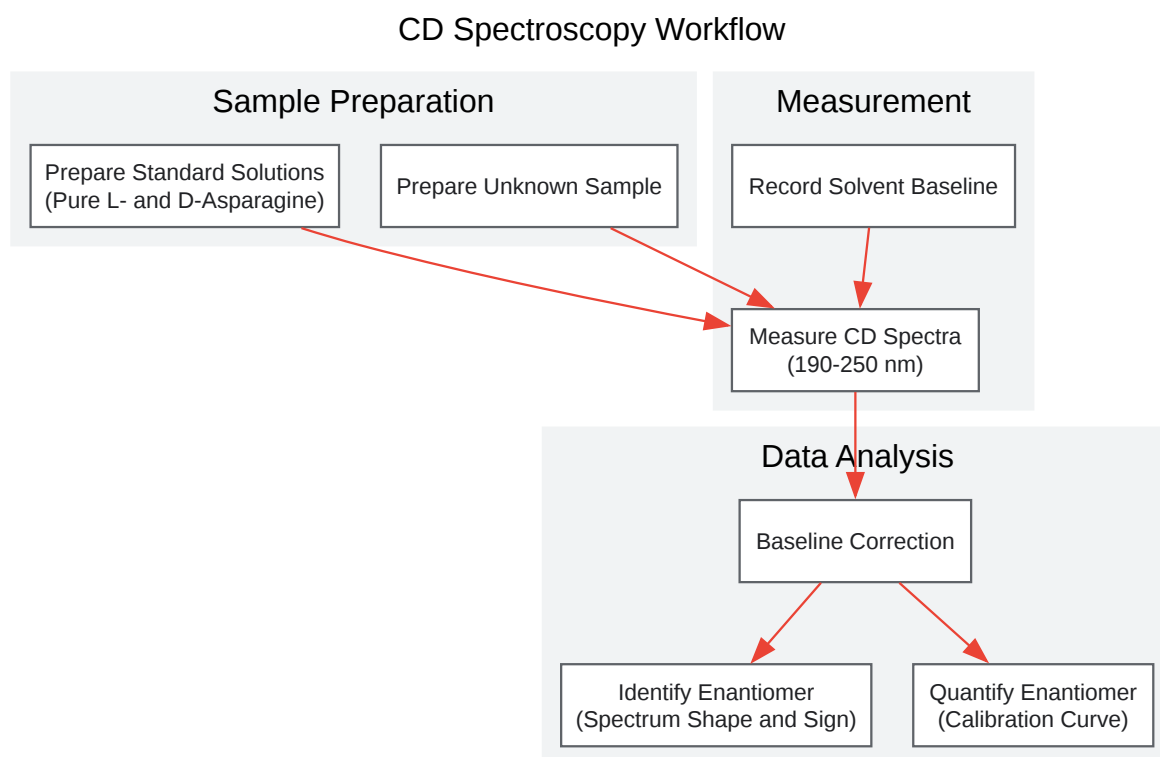 CD Spectroscopy Workflow
Sample Preparation
Prepare Standard Solutions
(Pure L- and D-Asparagine)
Prepare Unknown Sample
Measurement
Record Solvent Baseline
Measure CD Spectra
(190-250 nm)
Data Analysis
Baseline Correction
Identify Enantiomer
(Spectrum Shape and Sign)
Quantify Enantiomer
(Calibration Curve)